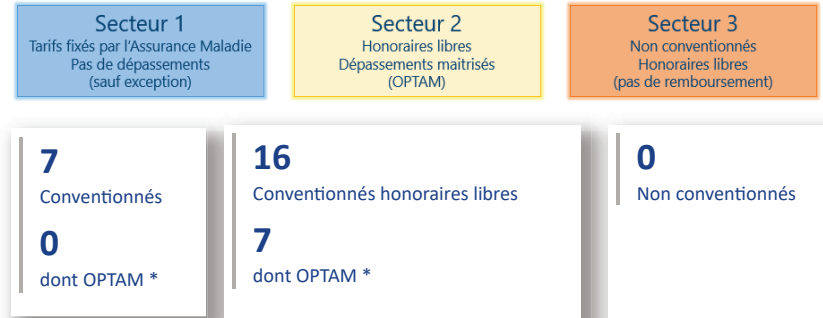 Secteur 1
Tarifs fixés par l'Assurance Maladie
Pas de dépassements
(sauf exception)
Secteur 2
Honoraires libres
Dépassements maitrisés
(OPTAM)
Secteur 3
Non conventionnés
Honoraires libres
(pas de remboursement)
7
Conventionnés
0
dont OPTAM *
16
Conventionnés honoraires libres
7
dont OPTAM *
0
Non conventionnés